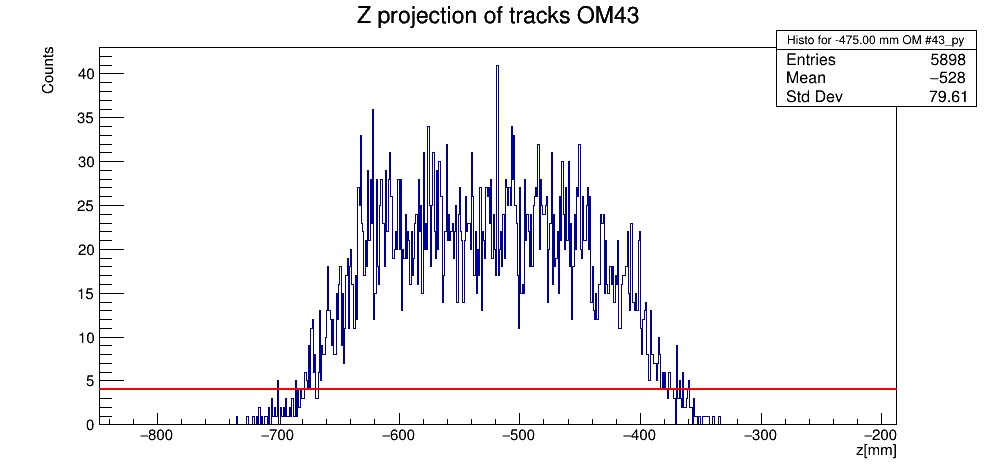 Z projection of tracks OM43
Histo for -475.00 mm OM #43_py
Entries 5898
Mean −528
Std Dev 79.61
Counts
40
35
30
25
20
15
10
5
0
−800 −700 −600 −500 −400 −300 −200
z[mm]